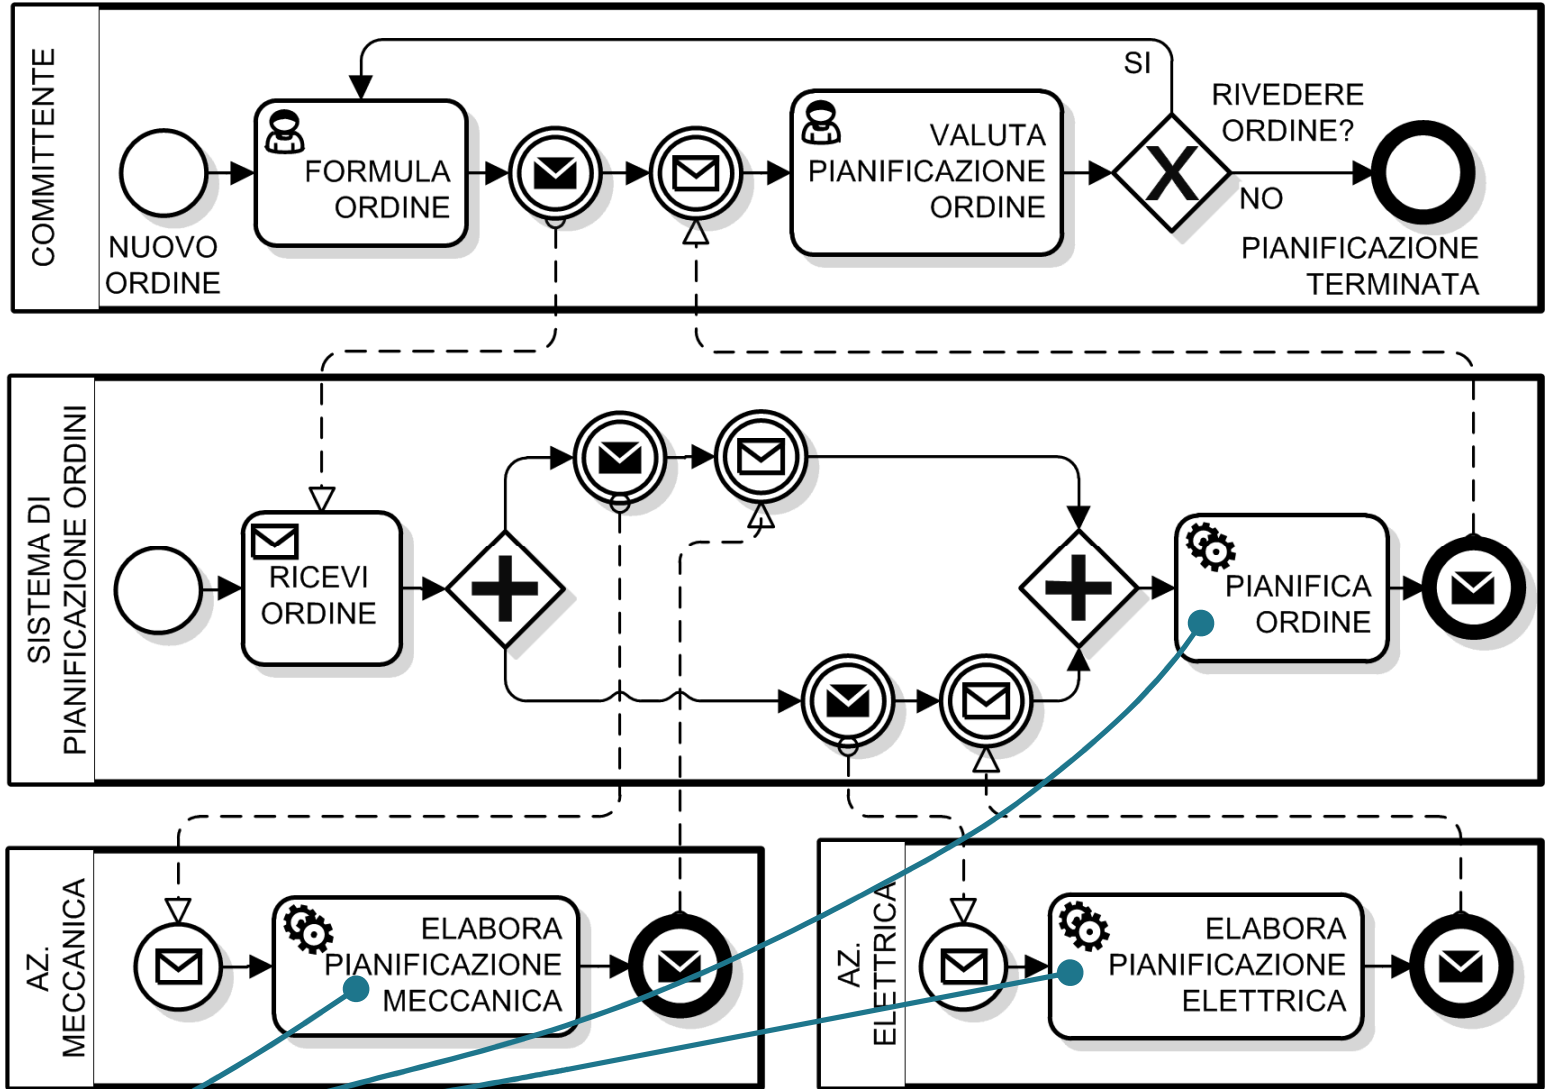 COMMITTENTE
NUOVO
ORDINE
FORMULA
ORDINE
VALUTA
PIANIFICAZIONE
ORDINE
SI
RIVEDERE
ORDINE?
NO
PIANIFICAZIONE
TERMINATA
SISTEMA DI
PIANIFICAZIONE ORDINI
RICEVI
ORDINE
PIANIFICA
ORDINE
AZ.
MECCANICA
ELABORA
PIANIFICAZIONE
MECCANICA
AZ.
ELETTRICA
ELABORA
PIANIFICAZIONE
ELETTRICA